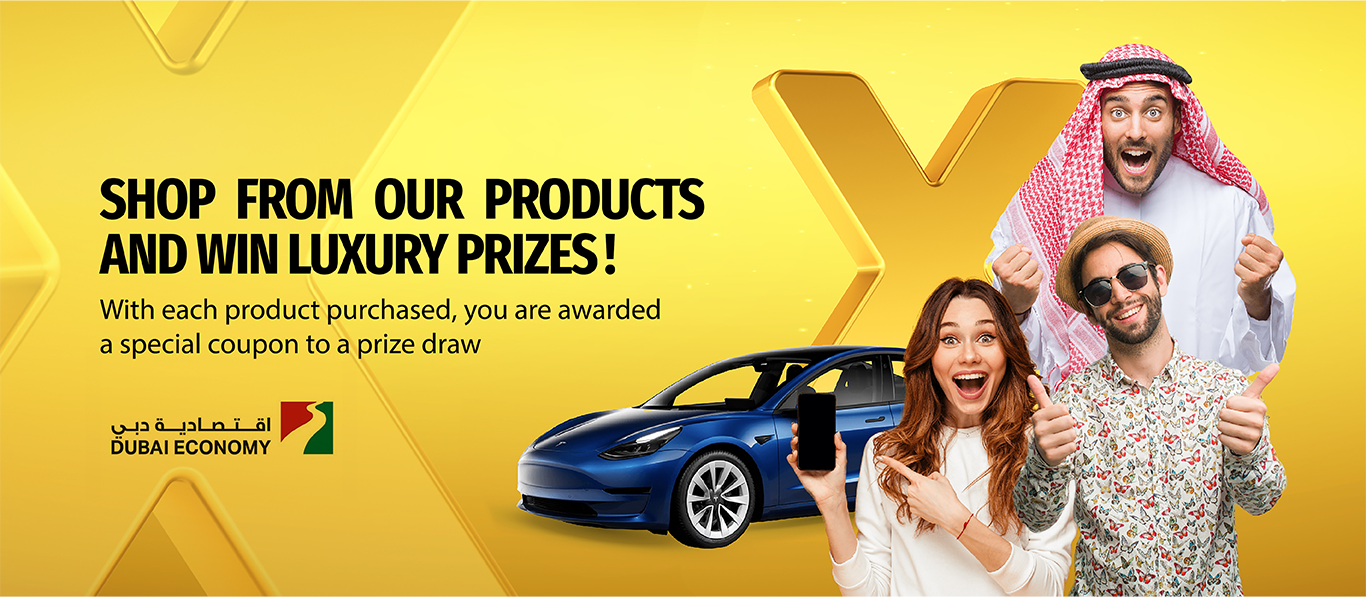 SHOP FROM OUR PRODUCTS
AND WIN LUXURY PRIZES!
With each product purchased, you are awarded
a special coupon to a prize draw
اقتصادية دبي
DUBAI ECONOMY